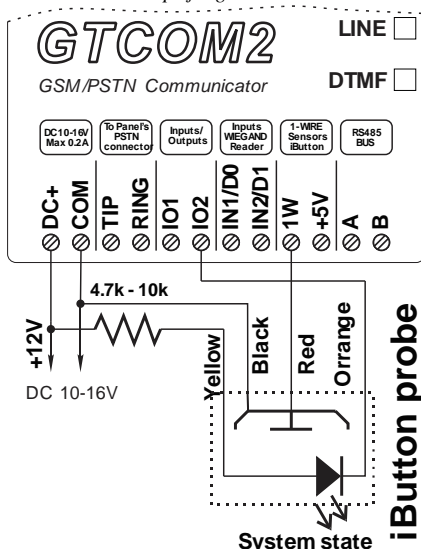 GTCOM2
GSM/PSTN Communicator
LINE
DTMF
DC10-16V
Max 0.2A
To Panel's
PSTN
connector
Inputs/
Outputs
Inputs
WIEGAND
Reader
1-WIRE
Sensors
iButton
RS485
BUS
DC+
COM
TIP
RING
IO1
IO2
IN1/D0
IN2/D1
1W
+5V
A
B
4.7k - 10k
+12V
DC 10-16V
Yellow
Black
Red
Orrange
iButton probe
System state